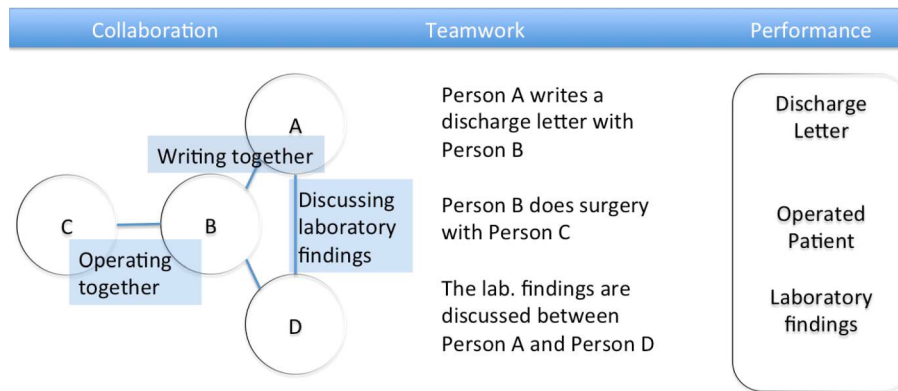 Collaboration
Teamwork
Performance
A
Writing together
C
B
Operating
together
Discussing
laboratory
findings
D
Person A writes a
discharge letter with
Person B
Person B does surgery
with Person C
The lab. findings are
discussed between
Person A and Person D
Discharge
Letter
Operated
Patient
Laboratory
findings